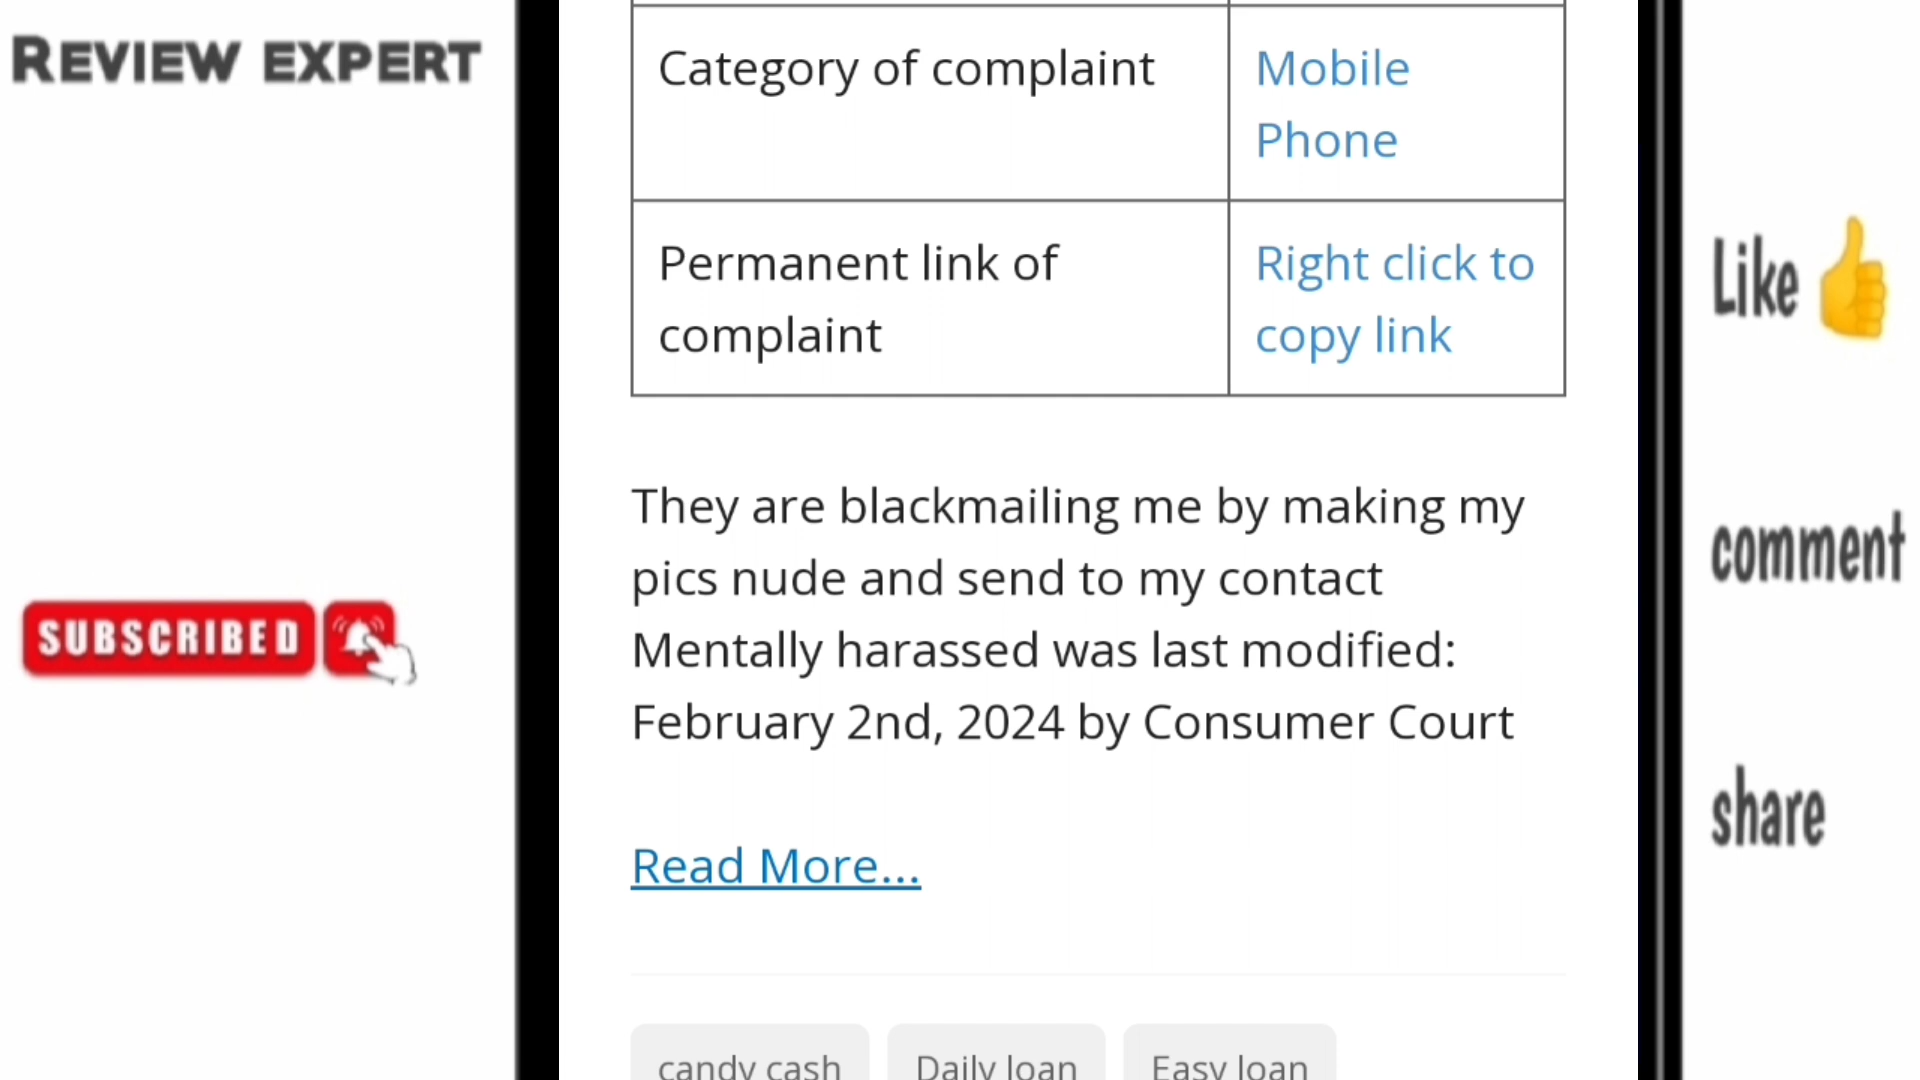 REVIEW EXPERT
Category of complaint
Mobile
Phone
Permanent link of
complaint
Right click to
copy link
They are blackmailing me by making my
pics nude and send to my contact
Mentally harassed was last modified:
February 2nd, 2024 by Consumer Court
Read More...
candy cash
Daily loan
Easy loan
SUBSCRIBED
Like
comment
share